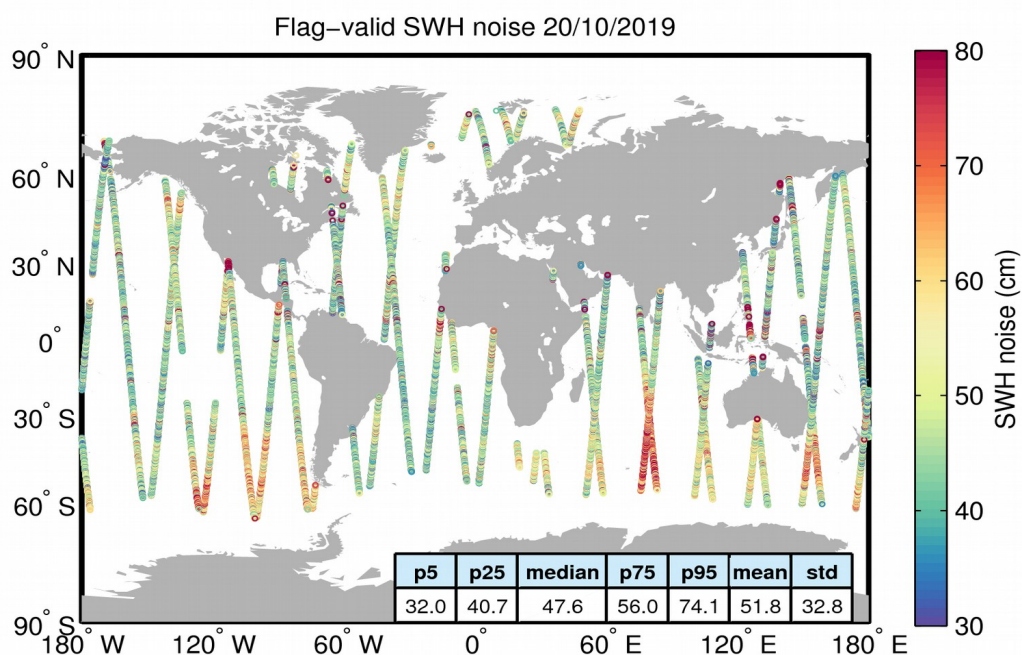 Flag−valid SWH noise 20/10/2019
90° N
60° N
30° N
0°
30° S
60° S
90° S
180° W
120° W
60° W
0°
60° E
120° E
180° E
80
70
60
50
40
30
SWH noise (cm)
p5 p25 median p75 p95 mean std
32.0 40.7 47.6 56.0 74.1 51.8 32.8